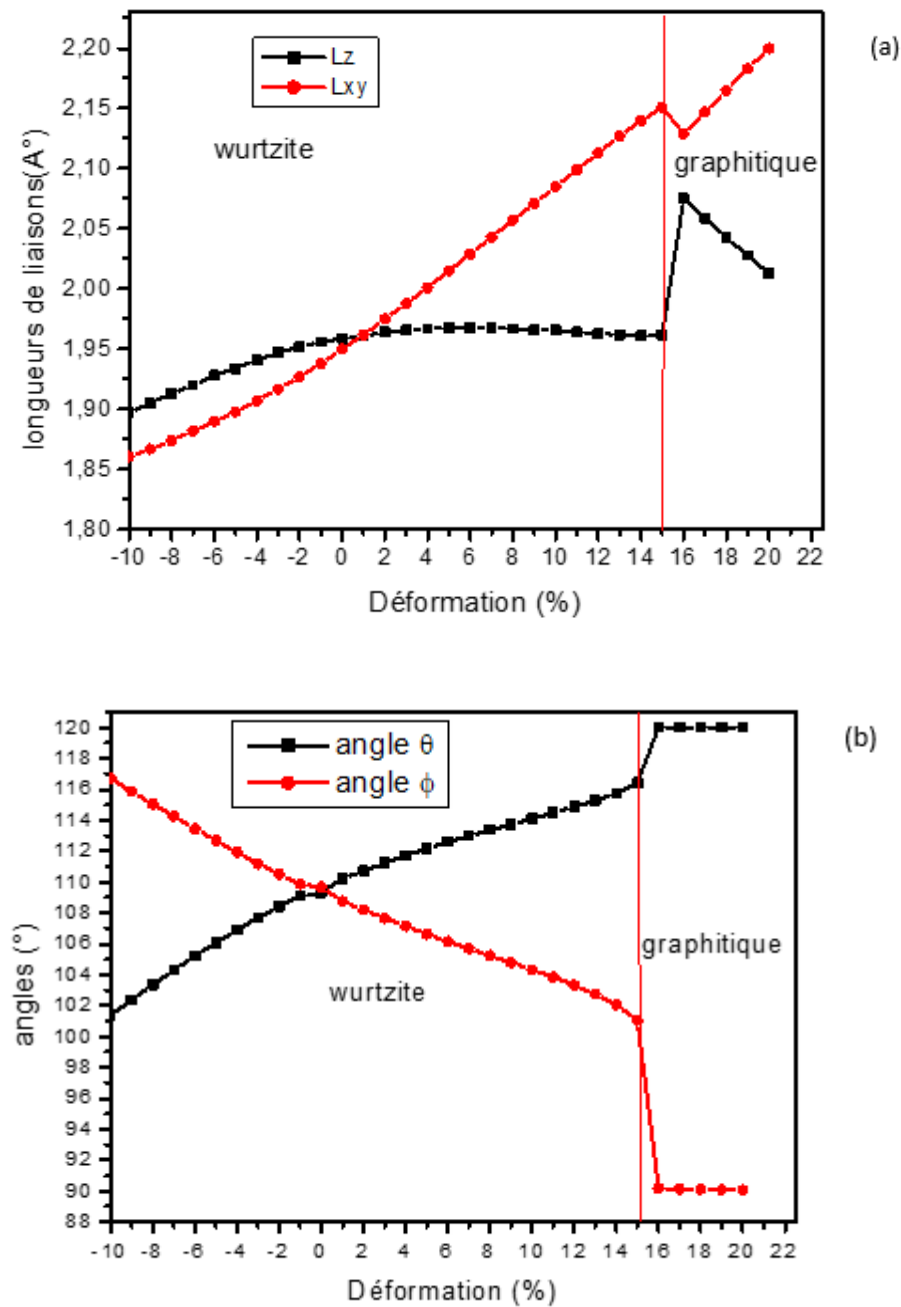 (a)
Lz
Lxy
wurtzite
graphitique
longueurs de liaisons(A°)
2,20
2,15
2,10
2,05
2,00
1,95
1,90
1,85
1,80
-10 -8 -6 -4 -2 0 2 4 6 8 10 12 14 16 18 20 22
Déformation (%)
(b)
angle θ
angle ϕ
graphitique
wurtzite
angles (°)
120
118
116
114
112
110
108
106
104
102
100
98
96
94
92
90
88
-10 -8 -6 -4 -2 0 2 4 6 8 10 12 14 16 18 20 22
Déformation (%)